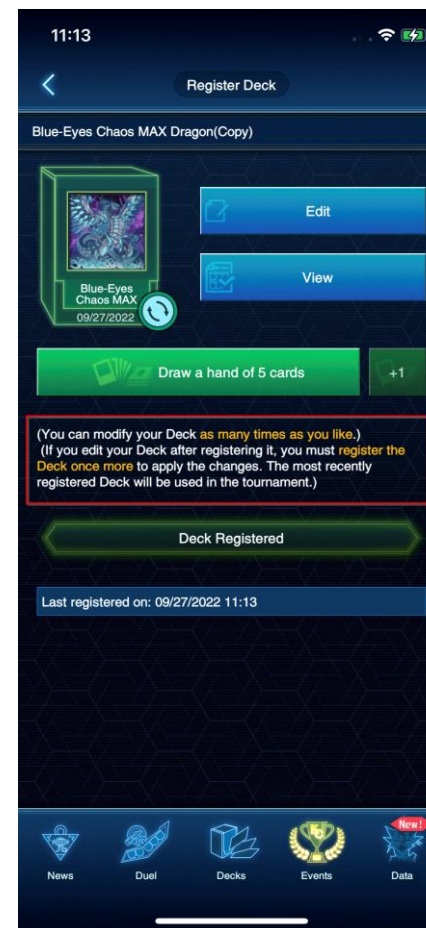 11:13
Register Deck
Blue-Eyes Chaos MAX Dragon(Copy)
Edit
View
Blue-Eyes
Chaos MAX
09/27/2022
Draw a hand of 5 cards
+1
(You can modify your Deck as many times as you like.)
(If you edit your Deck after registering it, you must register the
Deck once more to apply the changes. The most recently
registered Deck will be used in the tournament.)
Deck Registered
Last registered on: 09/27/2022 11:13
New!
News
Duel
Decks
Events
Data